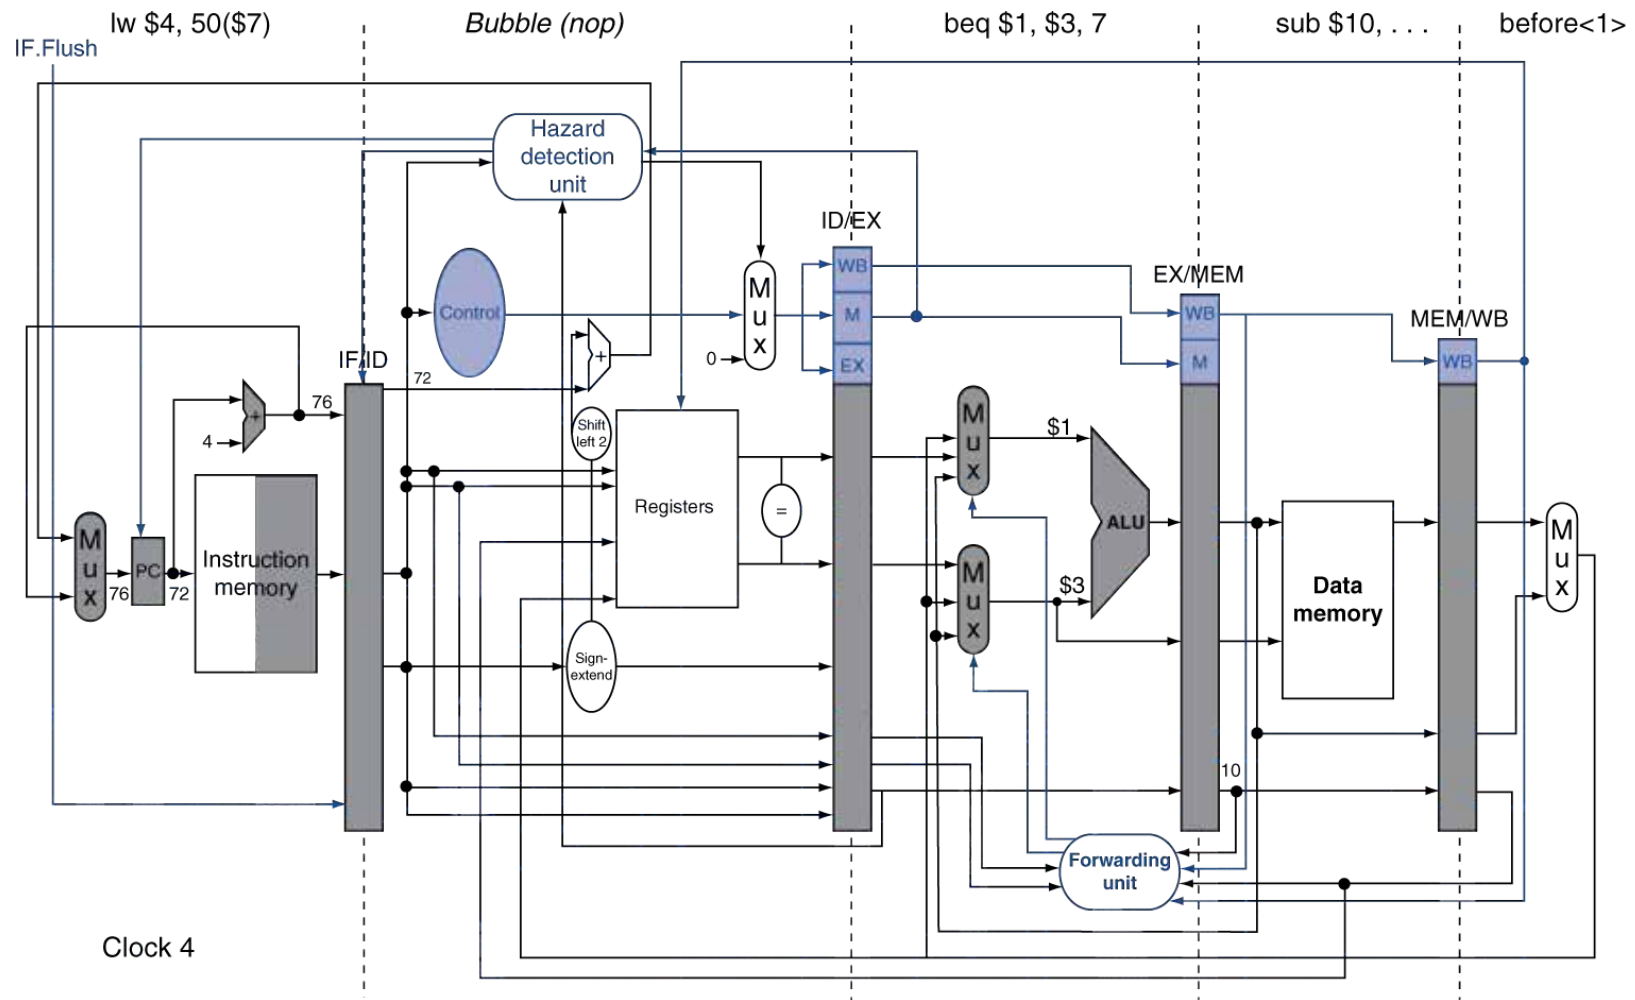 lw $4, 50($7)
Bubble (nop)
beq $1, $3, 7
sub $10, . . .
before<1>
IF.Flush
Hazard
detection
unit
ID/EX
WB
M
EX
Control
M
u
x
0
EX/MEM
WB
M
MEM/WB
WB
IF/ID
72
+
76
+
4
Shift
left 2
Registers
=
M
u
x
$1
ALU
M
u
x
$3
M
u
x
76
PC
72
Instruction
memory
Data
memory
M
u
x
Sign-
extend
10
Forwarding
unit
Clock 4